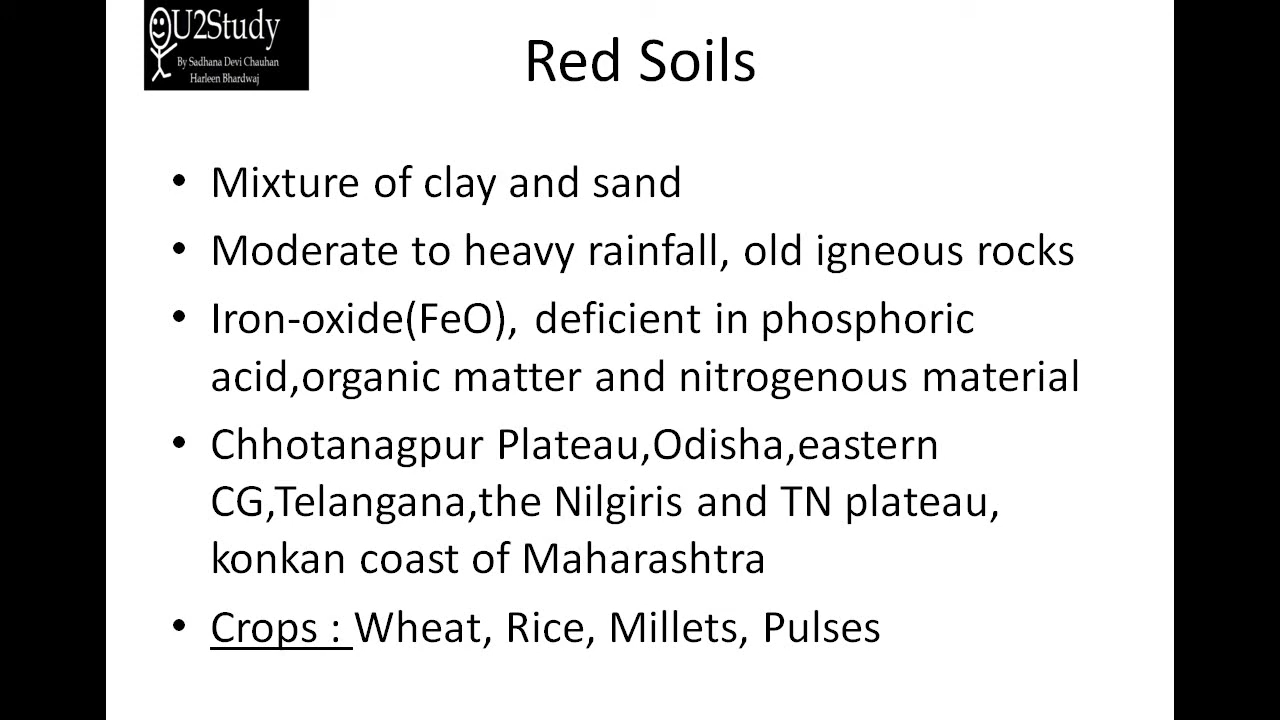 U2Study
By Sadhana Devi Chauhan
Harleen Bhardwaj
Red Soils
• Mixture of clay and sand
• Moderate to heavy rainfall, old igneous rocks
• Iron-oxide(FeO), deficient in phosphoric
acid,organic matter and nitrogenous material
• Chhotanagpur Plateau,Odisha,eastern
CG,Telangana,the Nilgiris and TN plateau,
konkan coast of Maharashtra
• Crops : Wheat, Rice, Millets, Pulses